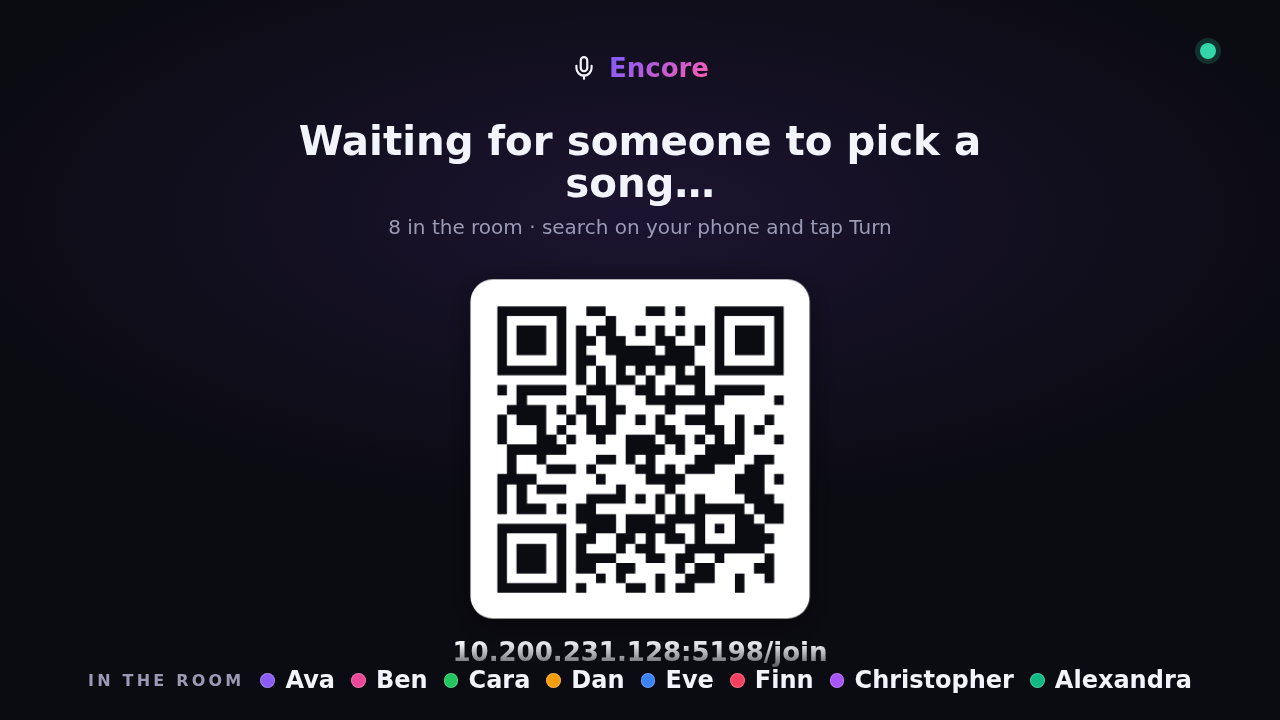 Encore
Waiting for someone to pick a
song…
8 in the room · search on your phone and tap Turn
10.200.231.128:5198/join
IN THE ROOM Ava Ben Cara Dan Eve Finn Christopher Alexandra